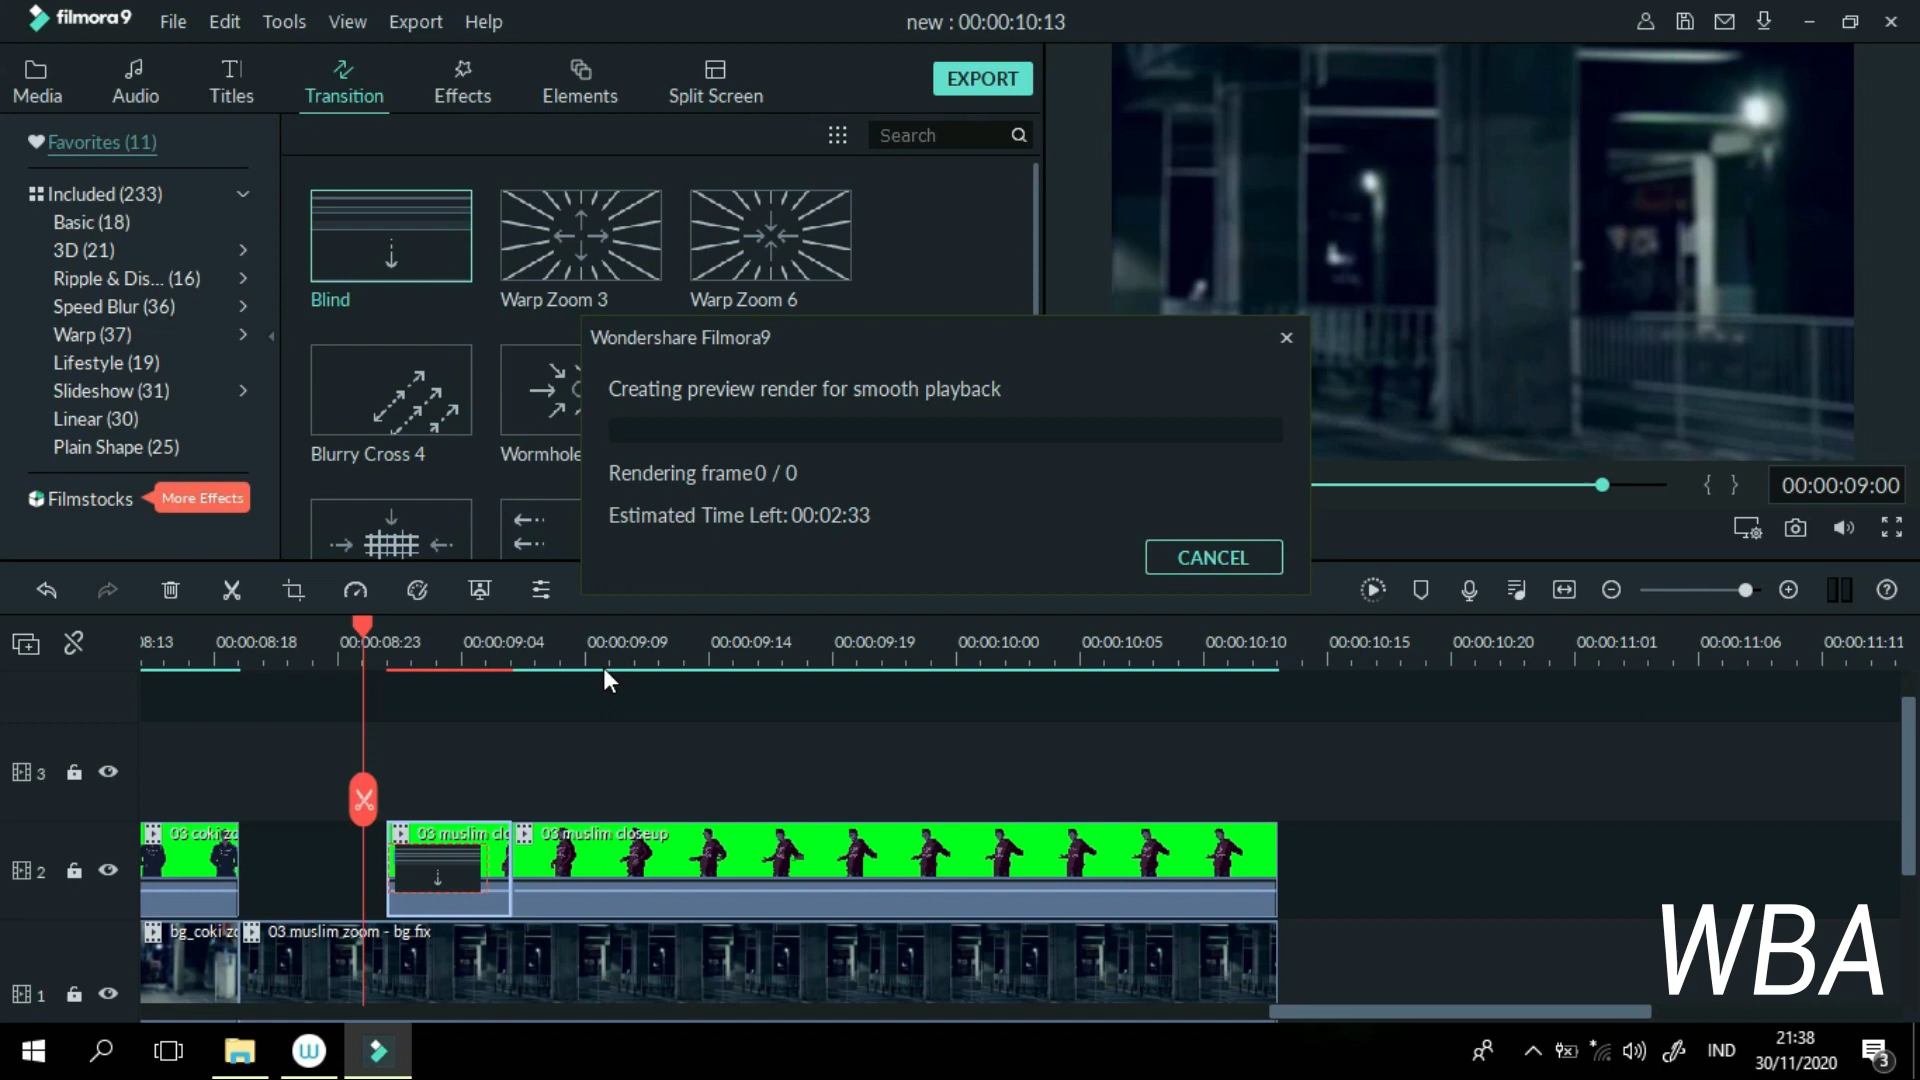 filmora9
File Edit Tools View Export Help
new : 00:00:10:13
Media Audio Titles Transition Effects Elements Split Screen
EXPORT
Favorites (11)
Search
Included (233)
Basic (18)
3D (21)
Ripple & Dis... (16)
Speed Blur (36)
Warp (37)
Lifestyle (19)
Slideshow (31)
Linear (30)
Plain Shape (25)
Filmstocks
More Effects
Blind
Warp Zoom 3
Warp Zoom 6
Blurry Cross 4
Wormhole
Wondershare Filmora9
Creating preview render for smooth playback
Rendering frame 0 / 0
Estimated Time Left: 00:02:33
CANCEL
{ }
00:00:09:00
08:13 00:00:08:18 00:00:08:23 00:00:09:04 00:00:09:09 00:00:09:14 00:00:09:19 00:00:10:00 00:00:10:05 00:00:10:10 00:00:10:15 00:00:10:20 00:00:11:01 00:00:11:06 00:00:11:11
3
2
03 coki zo
03 muslim clo
03 muslim closeup
1
bg_coki zo
03 muslim zoom - bg fix
WBA
IND
21:38
30/11/2020
3